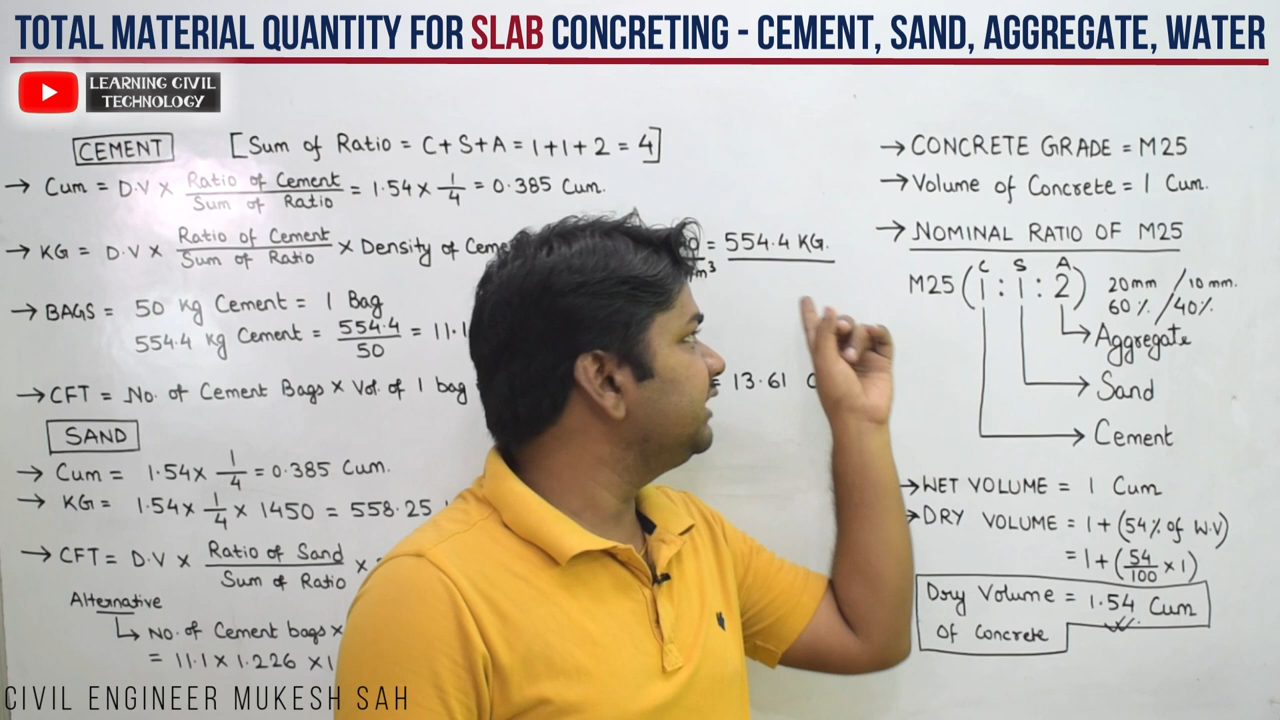 TOTAL MATERIAL QUANTITY FOR SLAB CONCRETING - CEMENT, SAND, AGGREGATE, WATER
LEARNING CIVIL
TECHNOLOGY
CEMENT [Sum of Ratio = C+S+A = 1+1+2 = 4]
→ Cum = D.V × Ratio of Cement / Sum of Ratio = 1.54 × 1/4 = 0.385 Cum.
→ KG = D.V × Ratio of Cement / Sum of Ratio × Density of Ceme = 554.4 KG.
m³
→ BAGS = 50 kg Cement = 1 Bag
554.4 kg Cement = 554.4 / 50 = 11.1
→ CFT = No. of Cement Bags × Vol. of 1 bag = 13.61 C
SAND
→ Cum = 1.54 × 1/4 = 0.385 Cum.
→ KG = 1.54 × 1/4 × 1450 = 558.25
→ CFT = D.V × Ratio of Sand / Sum of Ratio ×
Alternative
↳ No. of Cement bags ×
= 11.1 × 1.226 × 1
→ CONCRETE GRADE = M25
→ Volume of Concrete = 1 Cum.
→ NOMINAL RATIO OF M25
C S A
M25 (1 : 1 : 2) 20mm / 10 mm.
60% / 40%.
→ Aggregate
→ Sand
→ Cement
→ WET VOLUME = 1 Cum
→ DRY VOLUME = 1 + (54% of W.V)
= 1 + (54/100 × 1)
Dry Volume = 1.54 Cum
Of Concrete
CIVIL ENGINEER MUKESH SAH